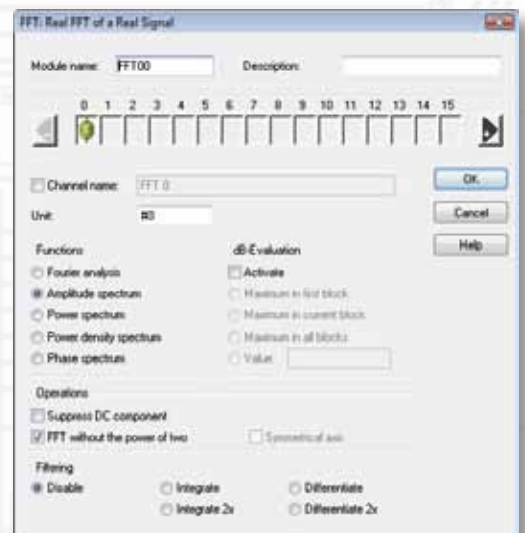 FFT: Real FFT of a Real Signal
Module name: FFT00 Description:
0 1 2 3 4 5 6 7 8 9 10 11 12 13 14 15
Channel name: FFT 0
OK
Unit: #0
Cancel
Help
Functions dB-Evaluation
Fourier analysis Activate
Amplitude spectrum Maximum in first block
Power spectrum Maximum in current block
Power density spectrum Maximum in all blocks
Phase spectrum Value:
Operations
Suppress DC component
FFT without the power of two Symmetrical axis
Filtering
Disable Integrate Differentiate
Integrate 2x Differentiate 2x